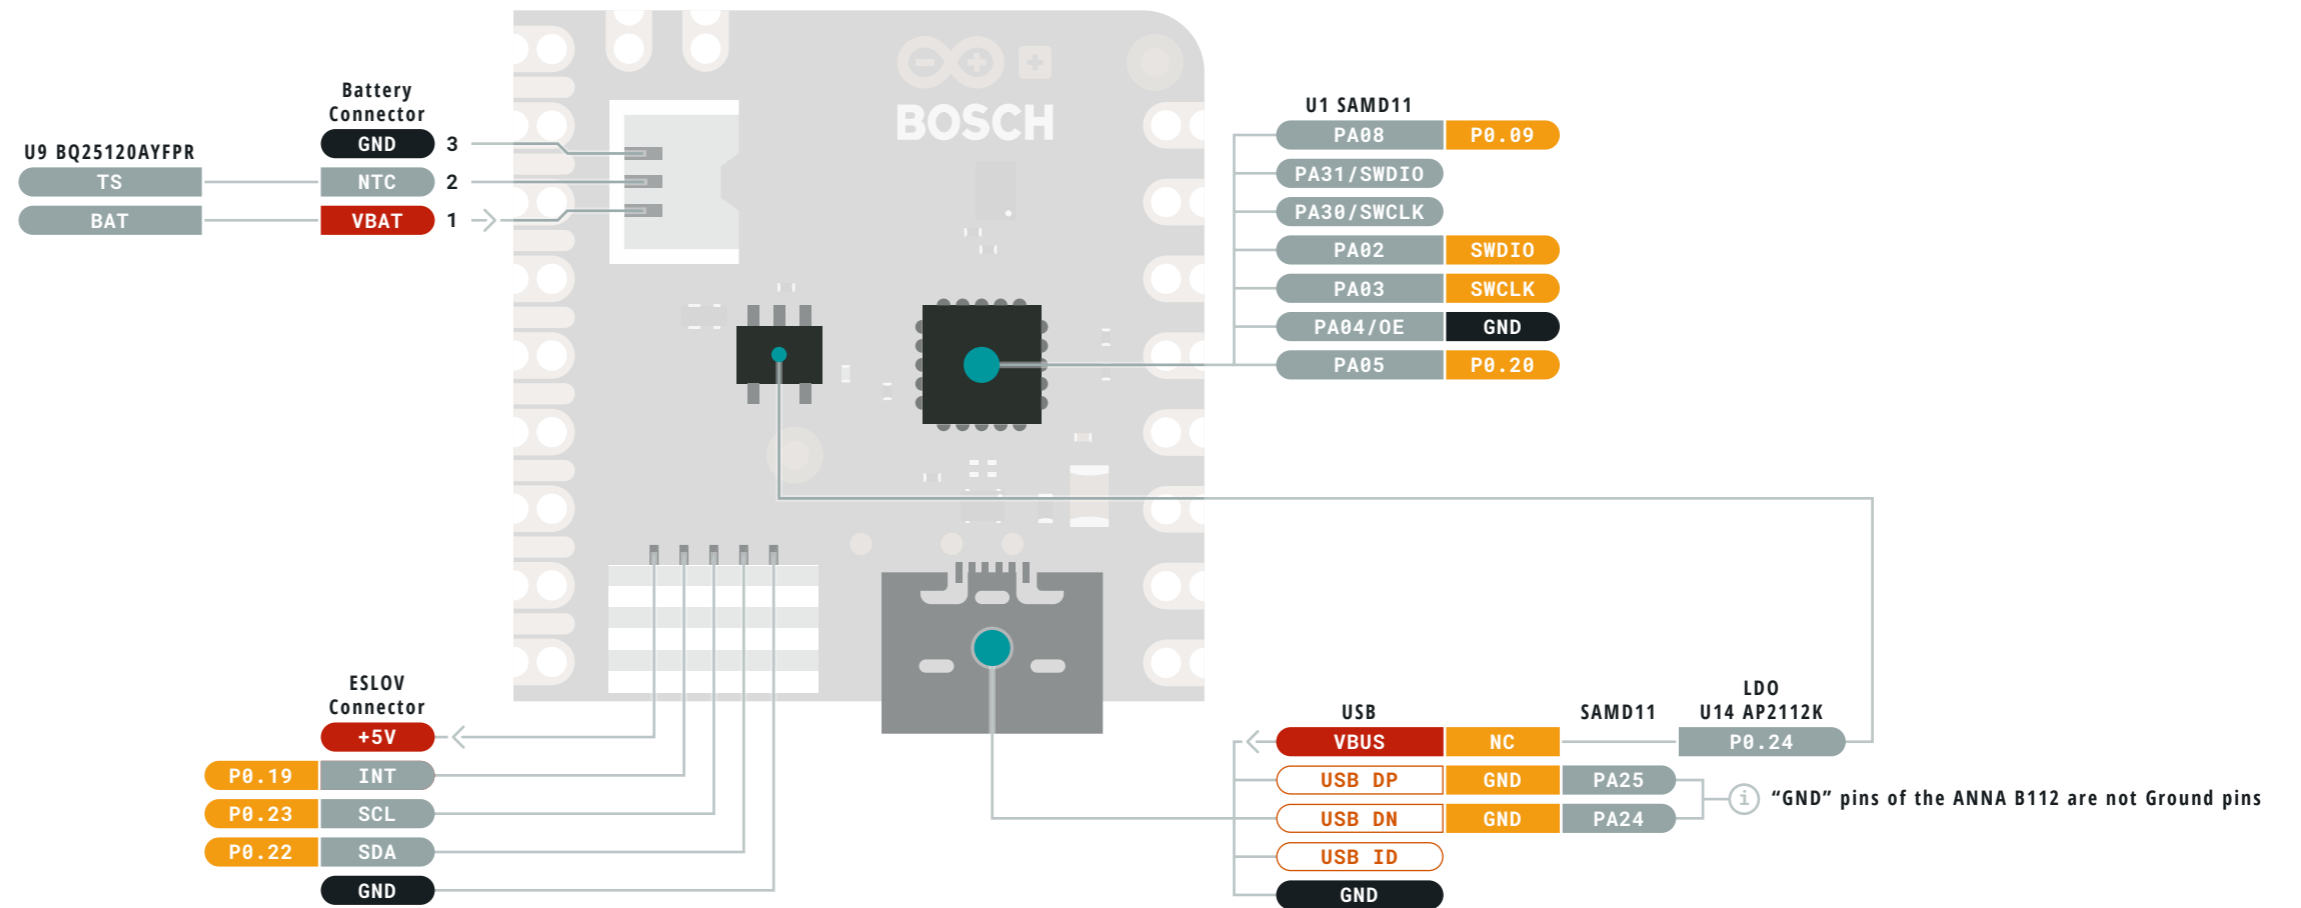 BOSCH
Battery
Connector
GND 3
U9 BQ25120AYFPR
TS NTC 2
BAT VBAT 1
U1 SAMD11
PA08 P0.09
PA31/SWDIO
PA30/SWCLK
PA02 SWDIO
PA03 SWCLK
PA04/OE GND
PA05 P0.20
ESLOV
Connector
+5V
P0.19 INT
P0.23 SCL
P0.22 SDA
GND
USB SAMD11 LDO
U14 AP2112K
VBUS NC P0.24
USB DP GND PA25
i “GND” pins of the ANNA B112 are not Ground pins
USB DN GND PA24
USB ID
GND